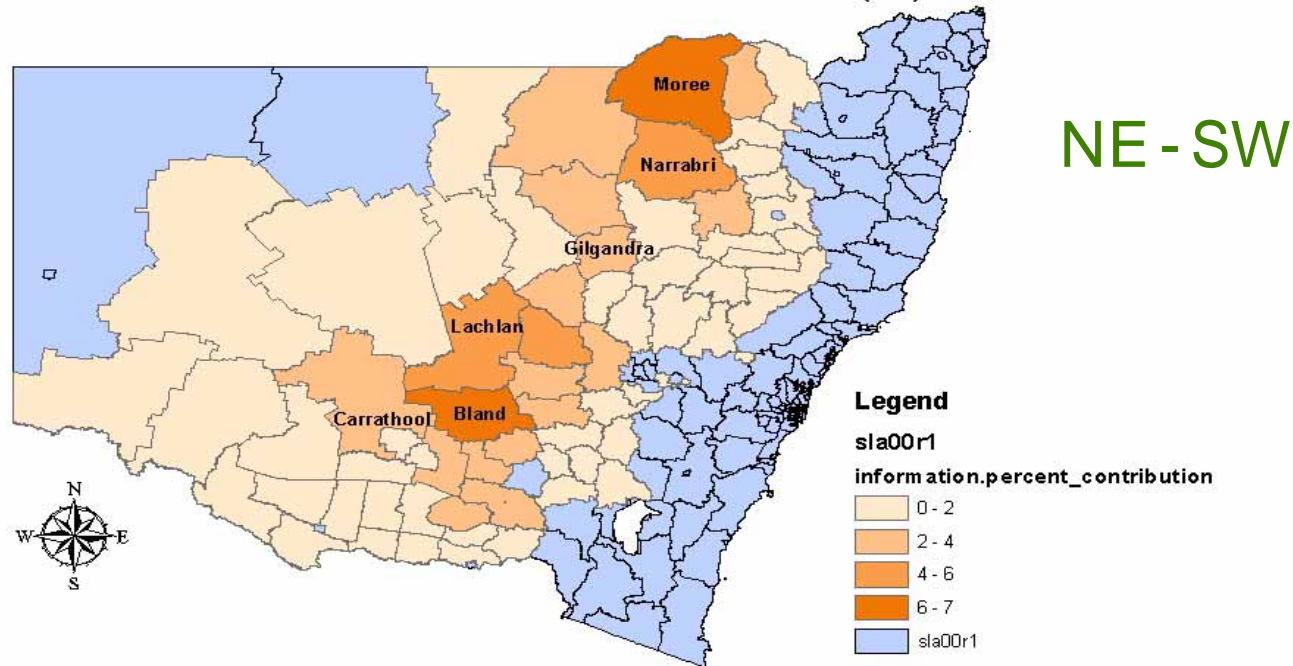 Moree
NE - SW
Narrabri
Gilgandra
Lachlan
Carrathool
Bland
N
W E
S
Legend
sla00r1
information.percent_contribution
0 - 2
2 - 4
4 - 6
6 - 7
sla00r1